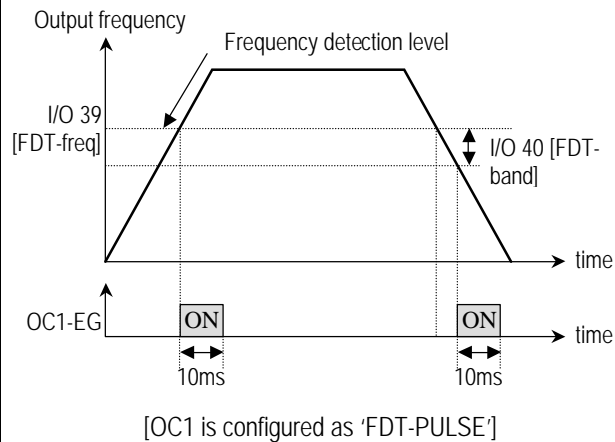 Output frequency
Frequency detection level
I/O 39
[FDT-freq]
I/O 40 [FDT-
band]
time
OC1-EG
ON
ON
time
10ms
10ms
[OC1 is configured as ‘FDT-PULSE’]